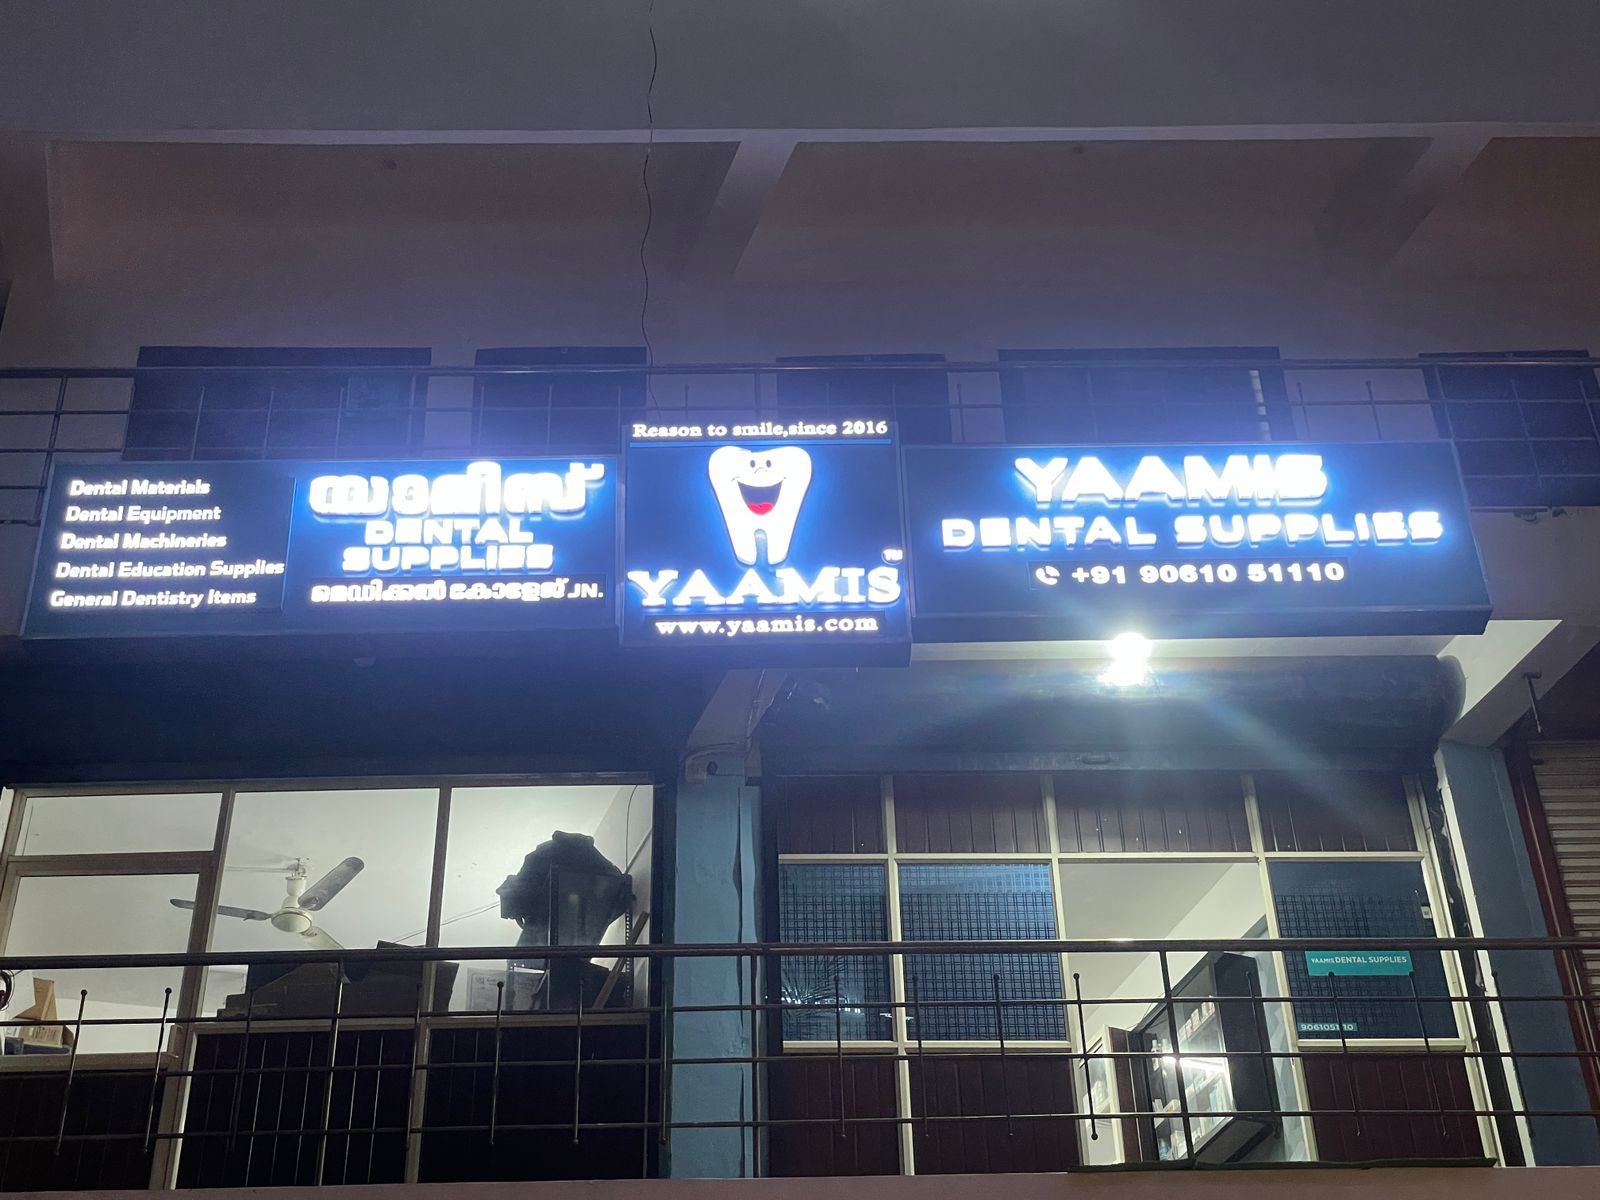 Dental Materials
Dental Equipment
Dental Machineries
Dental Education Supplies
General Dentistry Items
യാമിസ്
DENTAL
SUPPLIES
മെഡിക്കൽ കോളേജ് JN.
Reason to smile,since 2016
YAAMIS™
www.yaamis.com
YAAMIS
DENTAL SUPPLIES
+91 90610 51110
YAAMIS DENTAL SUPPLIES
9061051110